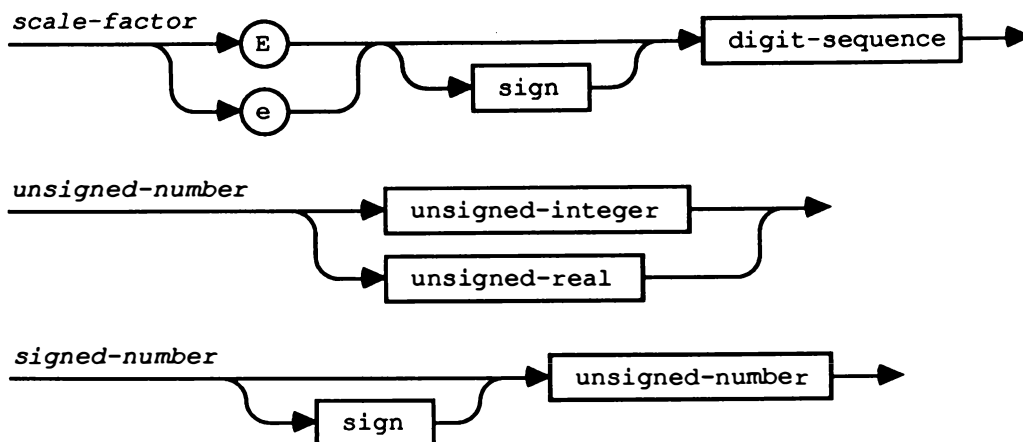 scale-factor
E
digit-sequence
sign
e
unsigned-number
unsigned-integer
unsigned-real
signed-number
unsigned-number
sign